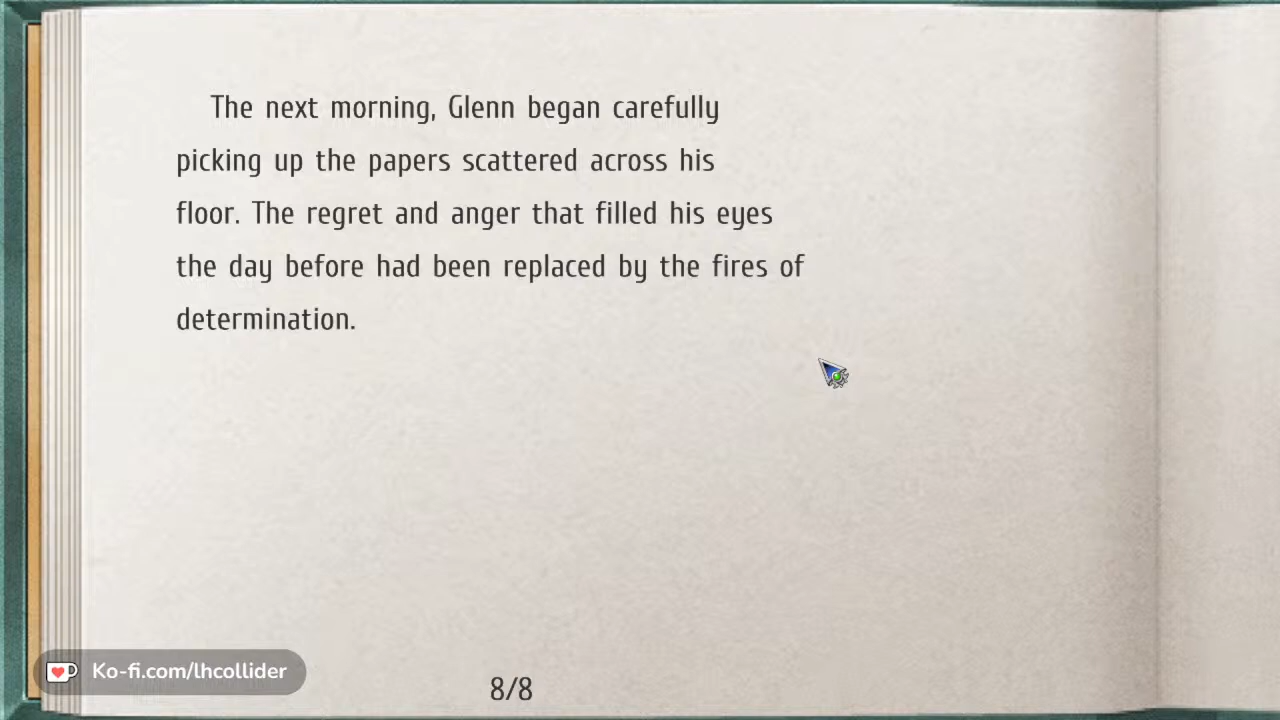 The next morning, Glenn began carefully
picking up the papers scattered across his
floor. The regret and anger that filled his eyes
the day before had been replaced by the fires of
determination.
Ko-fi.com/lhcollider
8/8